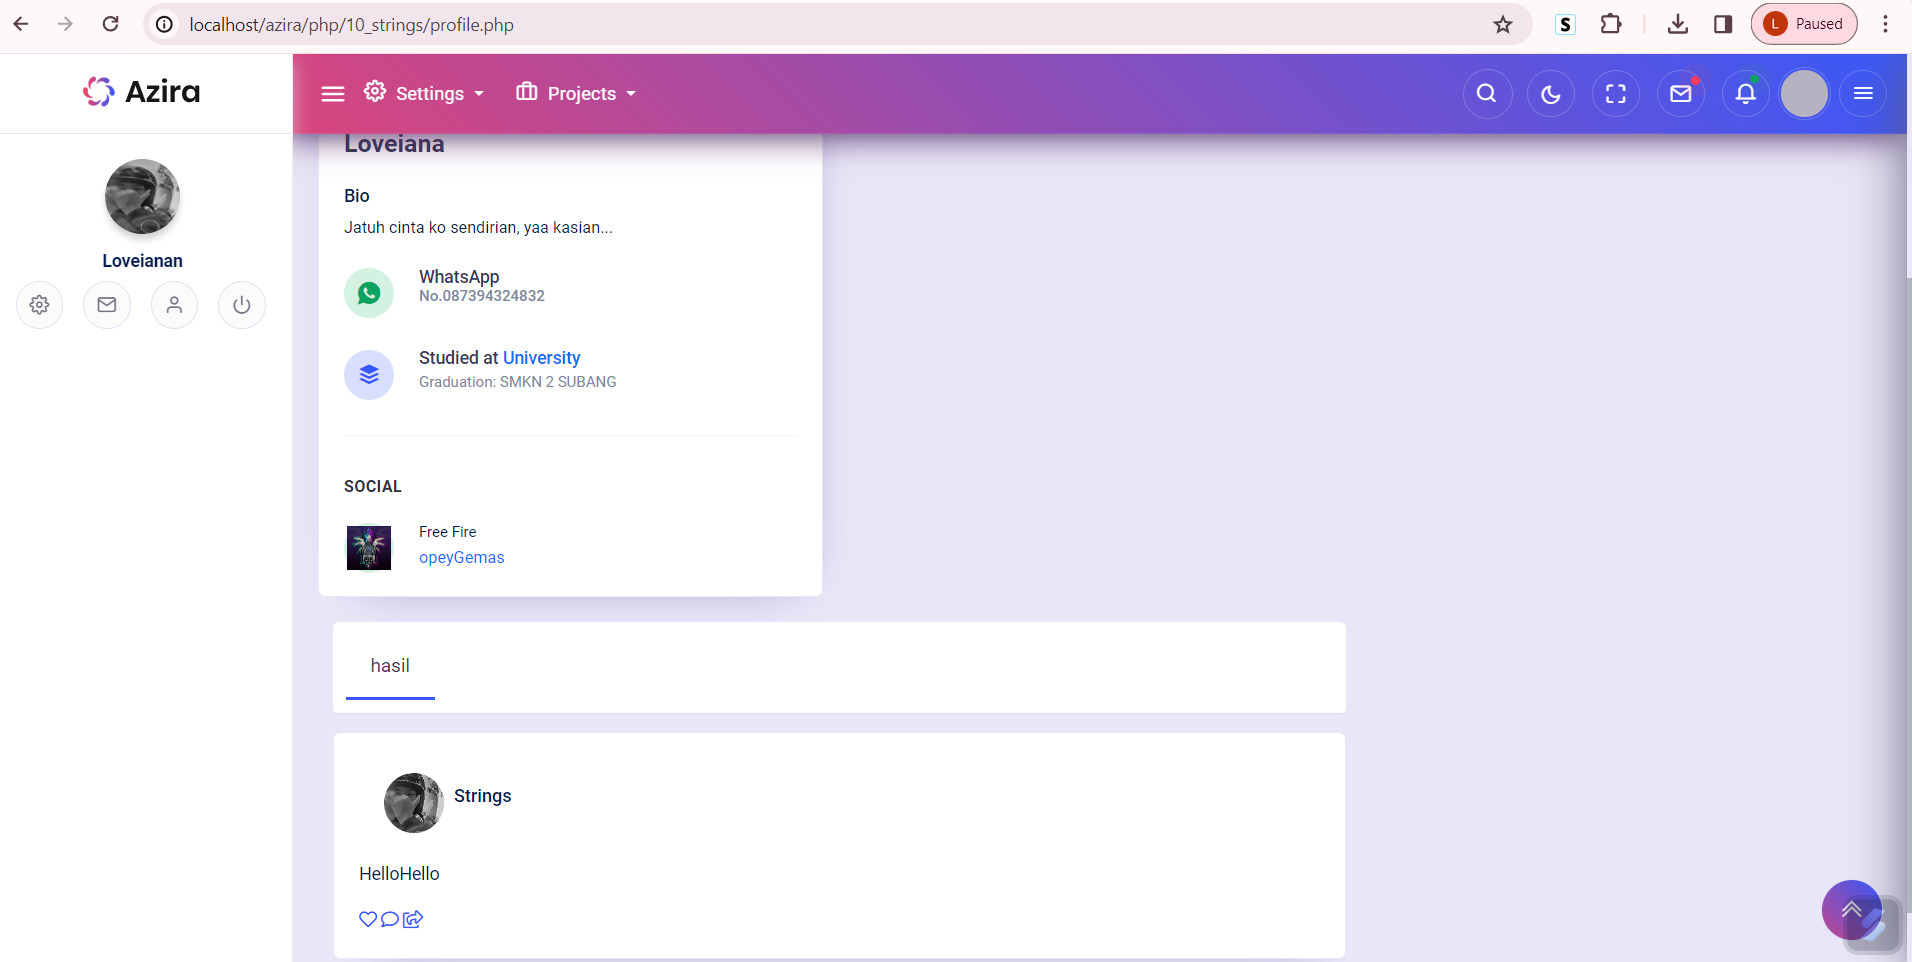 localhost/azira/php/10_strings/profile.php
S
L
Paused
Azira
Settings
Projects
Loveianan
Loveiana
Bio
Jatuh cinta ko sendirian, yaa kasian...
WhatsApp
No.087394324832
Studied at University
Graduation: SMKN 2 SUBANG
SOCIAL
Free Fire
opeyGemas
hasil
Strings
HelloHello